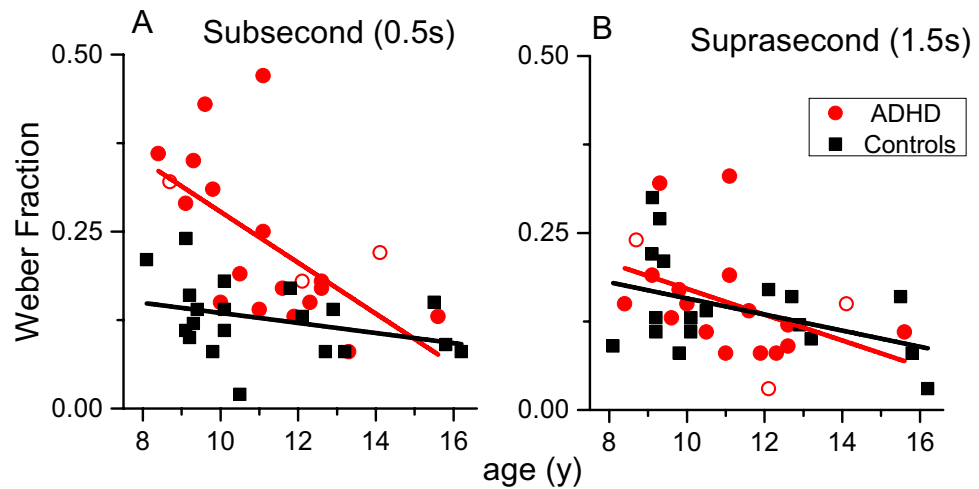 A
Subsecond (0.5s)
B
Suprasecond (1.5s)
0.50
0.25
0.00
Weber Fraction
8
10
12
14
16
0.50
0.25
0.00
ADHD
Controls
8
10
12
14
16
age (y)